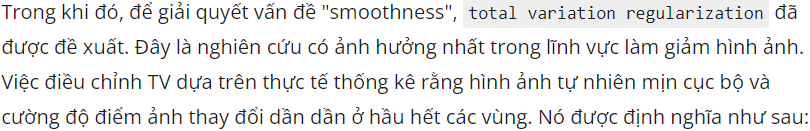 Trong khi đó, để giải quyết vấn đề "smoothness", total variation regularization đã
được đề xuất. Đây là nghiên cứu có ảnh hưởng nhất trong lĩnh vực làm giảm hình ảnh.
Việc điều chỉnh TV dựa trên thực tế thống kê rằng hình ảnh tự nhiên mịn cục bộ và
cường độ điểm ảnh thay đổi dần dần ở hầu hết các vùng. Nó được định nghĩa như sau: